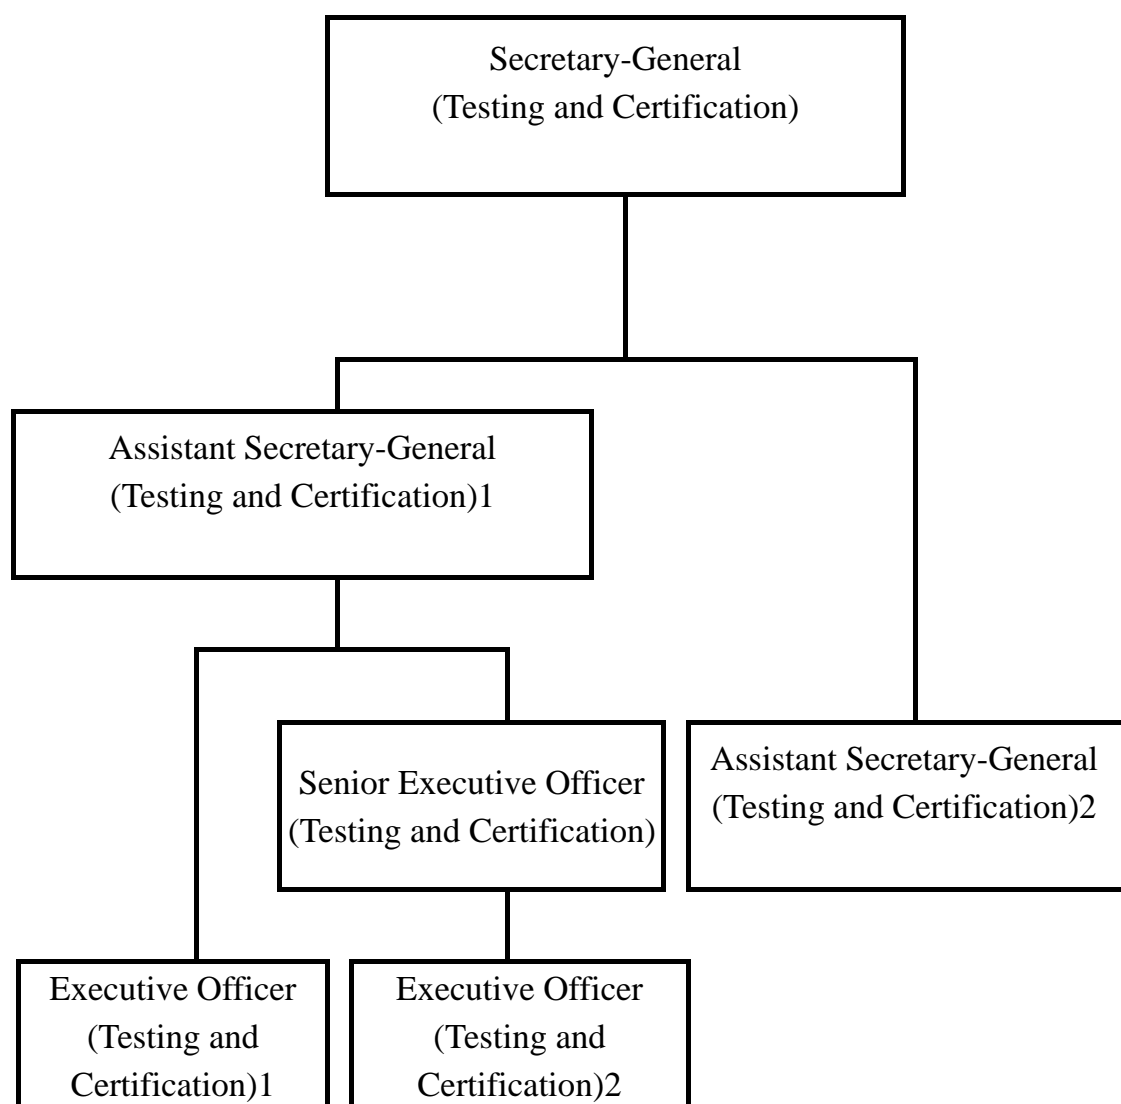 Secretary-General
(Testing and Certification)
Assistant Secretary-General
(Testing and Certification)1
Senior Executive Officer
(Testing and Certification)
Assistant Secretary-General
(Testing and Certification)2
Executive Officer
(Testing and
Certification)1
Executive Officer
(Testing and
Certification)2